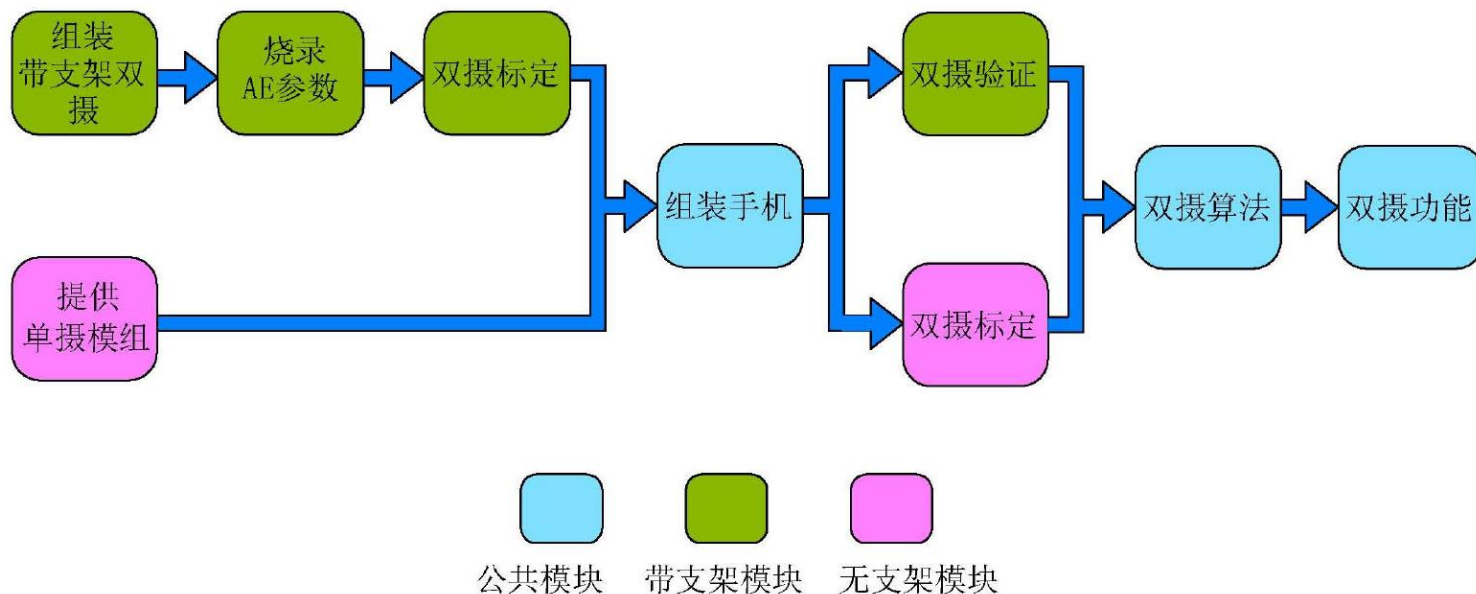 组装
带支架双
摄
烧录
AE参数
双摄标定
双摄验证
组装手机
双摄算法
双摄功能
提供
单摄模组
双摄标定
公共模块
带支架模块
无支架模块